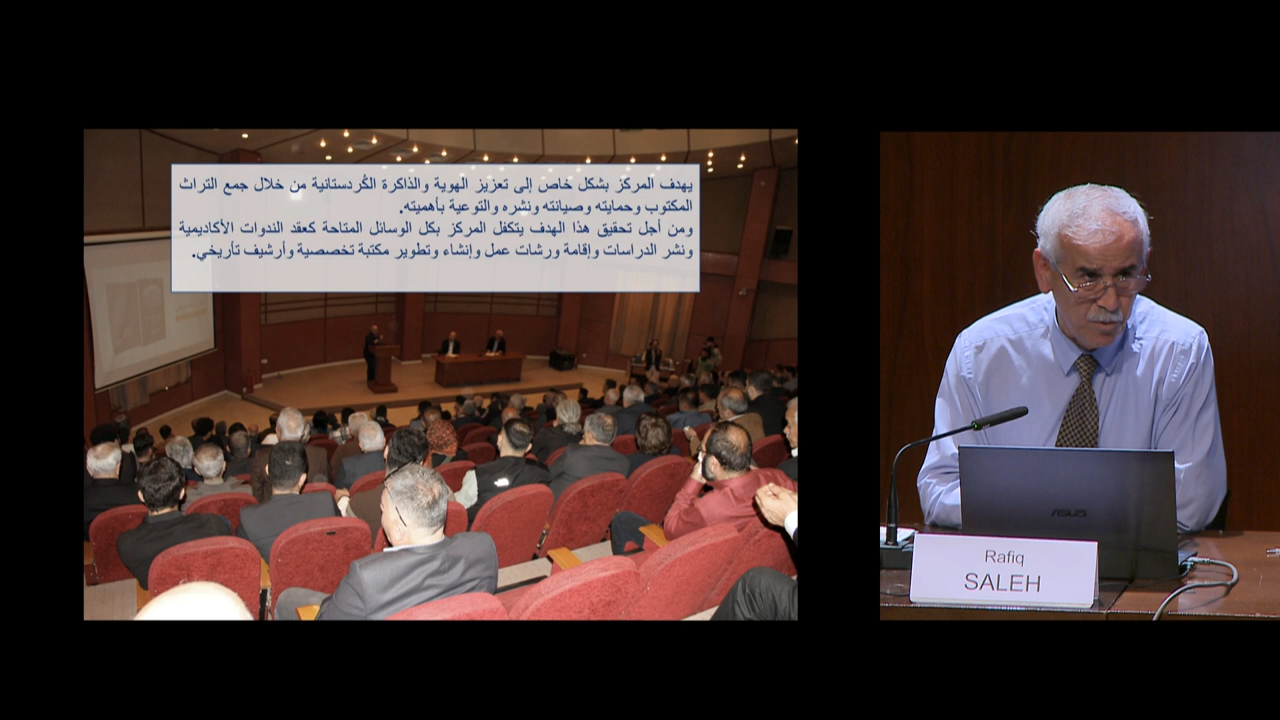 يهدف المركز بشكل خاص إلى تعزيز الهوية والذاكرة الكُردستانية من خلال جمع التراث
المكتوب وحمايته وصيانته ونشره والتوعية بأهميته.
ومن أجل تحقيق هذا الهدف يتكفل المركز بكل الوسائل المتاحة كعقد الندوات الأكاديمية
ونشر الدراسات وإقامة ورشات عمل وإنشاء وتطوير مكتبة تخصصية وأرشيف تأريخي.
ASUS
Rafiq
SALEH